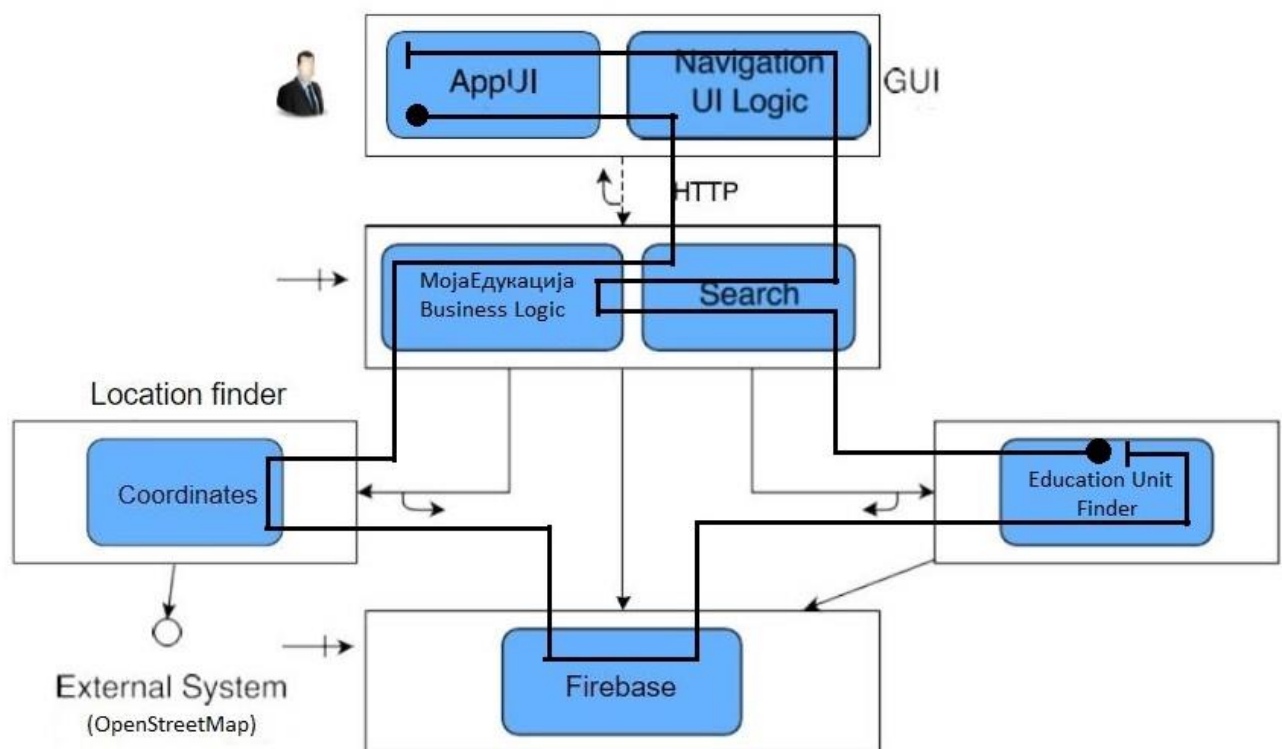 AppUI
Navigation
UI Logic
GUI
HTTP
МојаЕдукација
Business Logic
Search
Location finder
Coordinates
Education Unit
Finder
External System
(OpenStreetMap)
Firebase